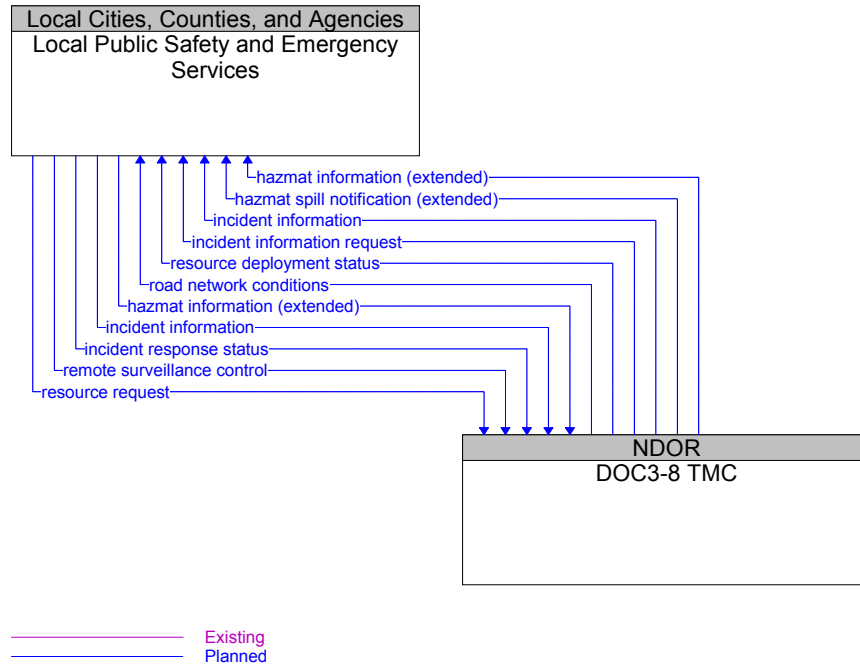 Local Cities, Counties, and Agencies
Local Public Safety and Emergency
Services
hazmat information (extended)
hazmat spill notification (extended)
incident information
incident information request
resource deployment status
road network conditions
hazmat information (extended)
incident information
incident response status
remote surveillance control
resource request
NDOR
DOC3-8 TMC
Existing
Planned